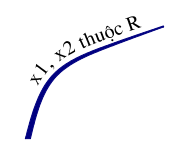 x1, x2 thuộc R